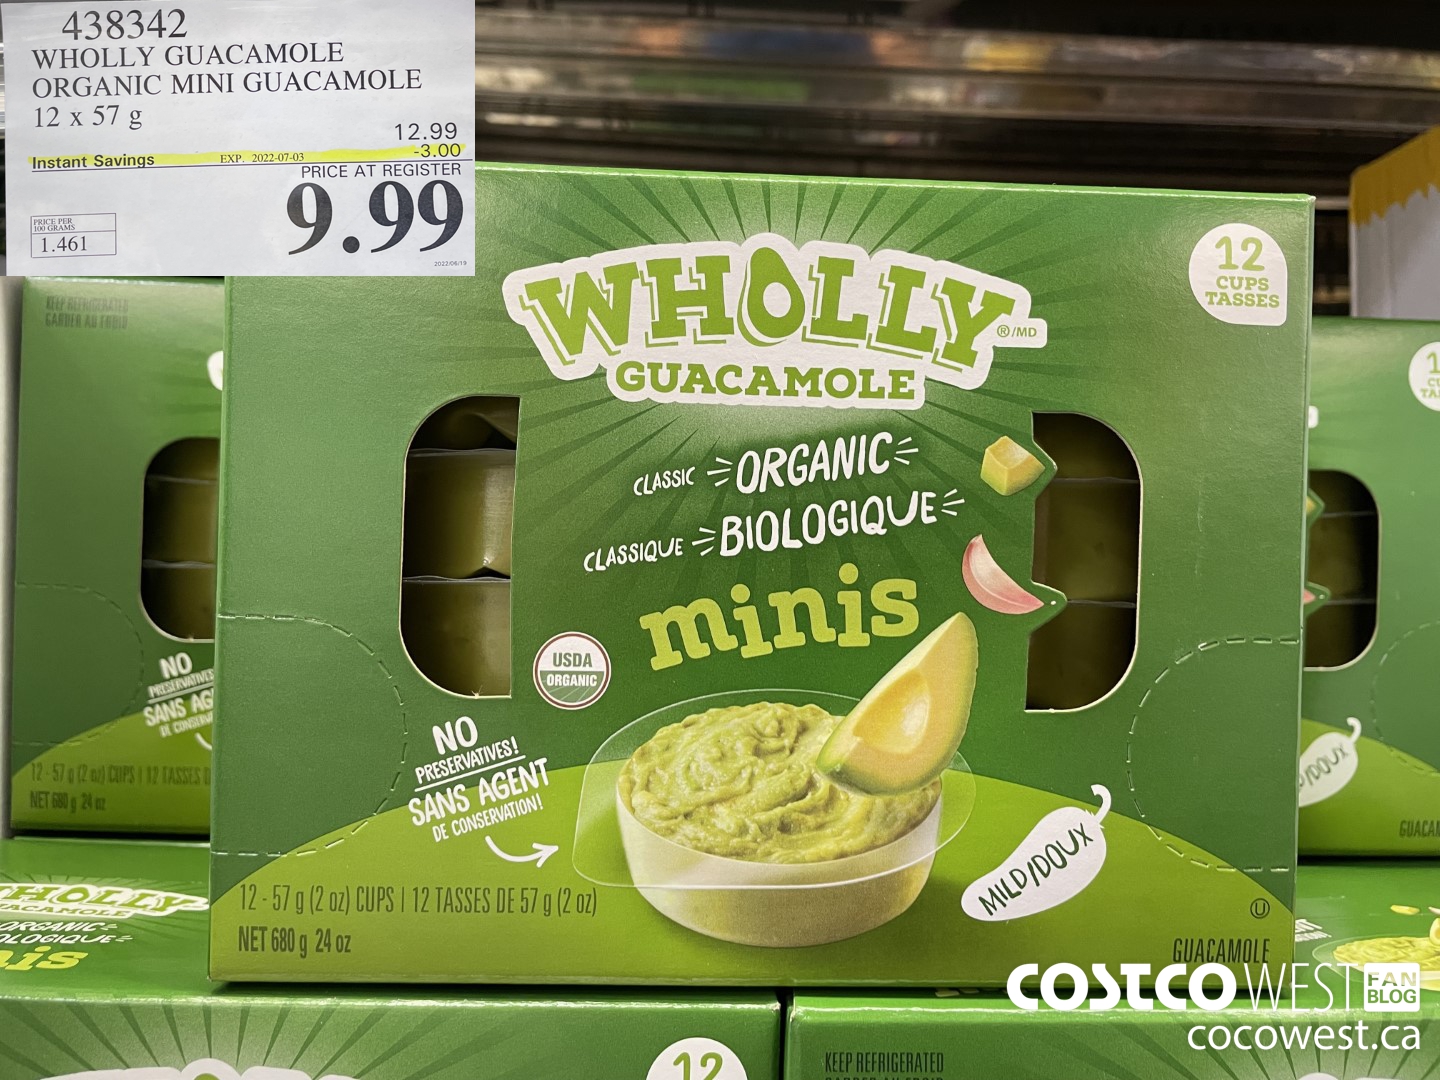 438342
WHOLLY GUACAMOLE
ORGANIC MINI GUACAMOLE
12 x 57 g
12.99
Instant Savings EXP. 2022-07-03 -3.00
PRICE AT REGISTER
9.99
PRICE PER
100 GRAMS
1.461
2022/06/19
WHOLLY ®/MD
GUACAMOLE
12
CUPS
TASSES
CLASSIC ORGANIC
CLASSIQUE BIOLOGIQUE
minis
USDA
ORGANIC
NO
PRESERVATIVES!
SANS AGENT
DE CONSERVATION!
MILD/DOUX
12 - 57 g (2 oz) CUPS | 12 TASSES DE 57 g (2 oz)
NET 680 g 24 oz
U
GUACAMOLE
KEEP REFRIGERATED
GARDER AU FROID
NO
PRESERVATIVES
SANS AG
DE CONSERV
12 - 57 g (2 oz) CUPS | 12 TASSES D
NET 680 g 24 oz
/DOUX
GUACAM
HOLLY
ORGANIC
minis
12
KEEP REFRIGERATED
COSTCO WEST FAN BLOG
cocowest.ca